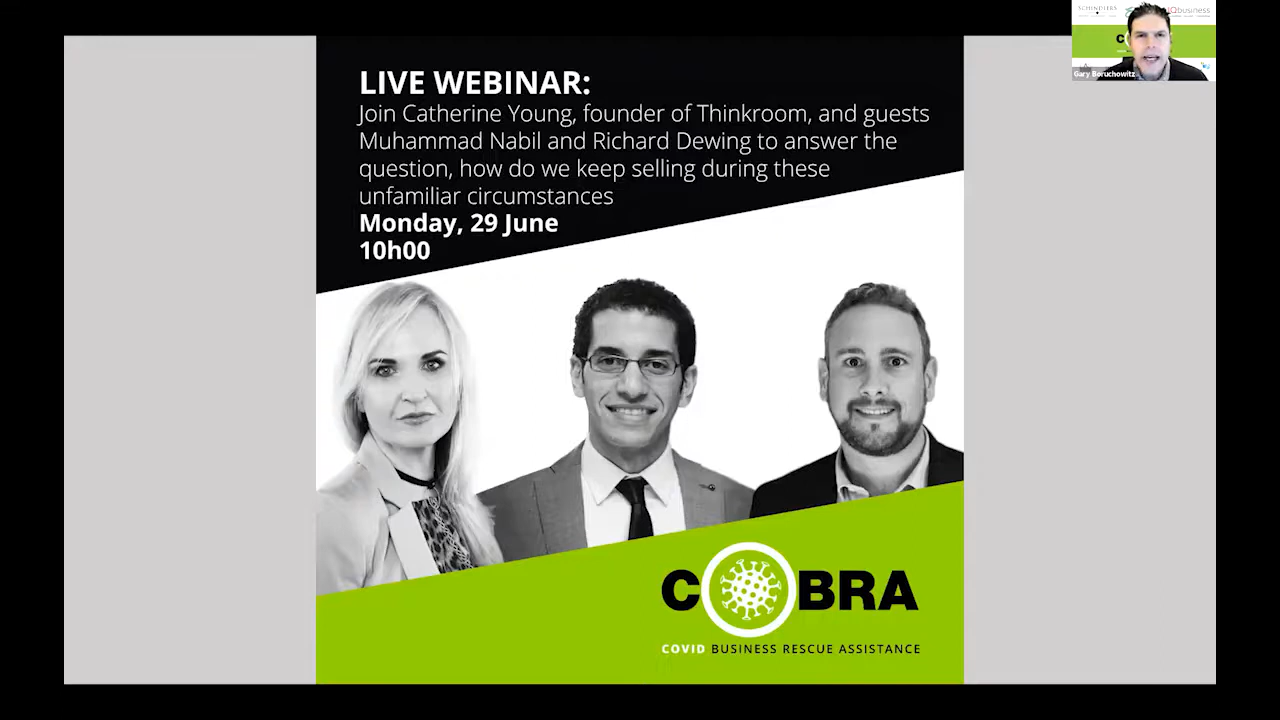 SCHINDLERS
IQbusiness
LIVE WEBINAR:
Join Catherine Young, founder of Thinkroom, and guests
Muhammad Nabil and Richard Dewing to answer the
question, how do we keep selling during these
unfamiliar circumstances
Monday, 29 June
10h00
Gary Boruchowitz
COBRA
COVID BUSINESS RESCUE ASSISTANCE